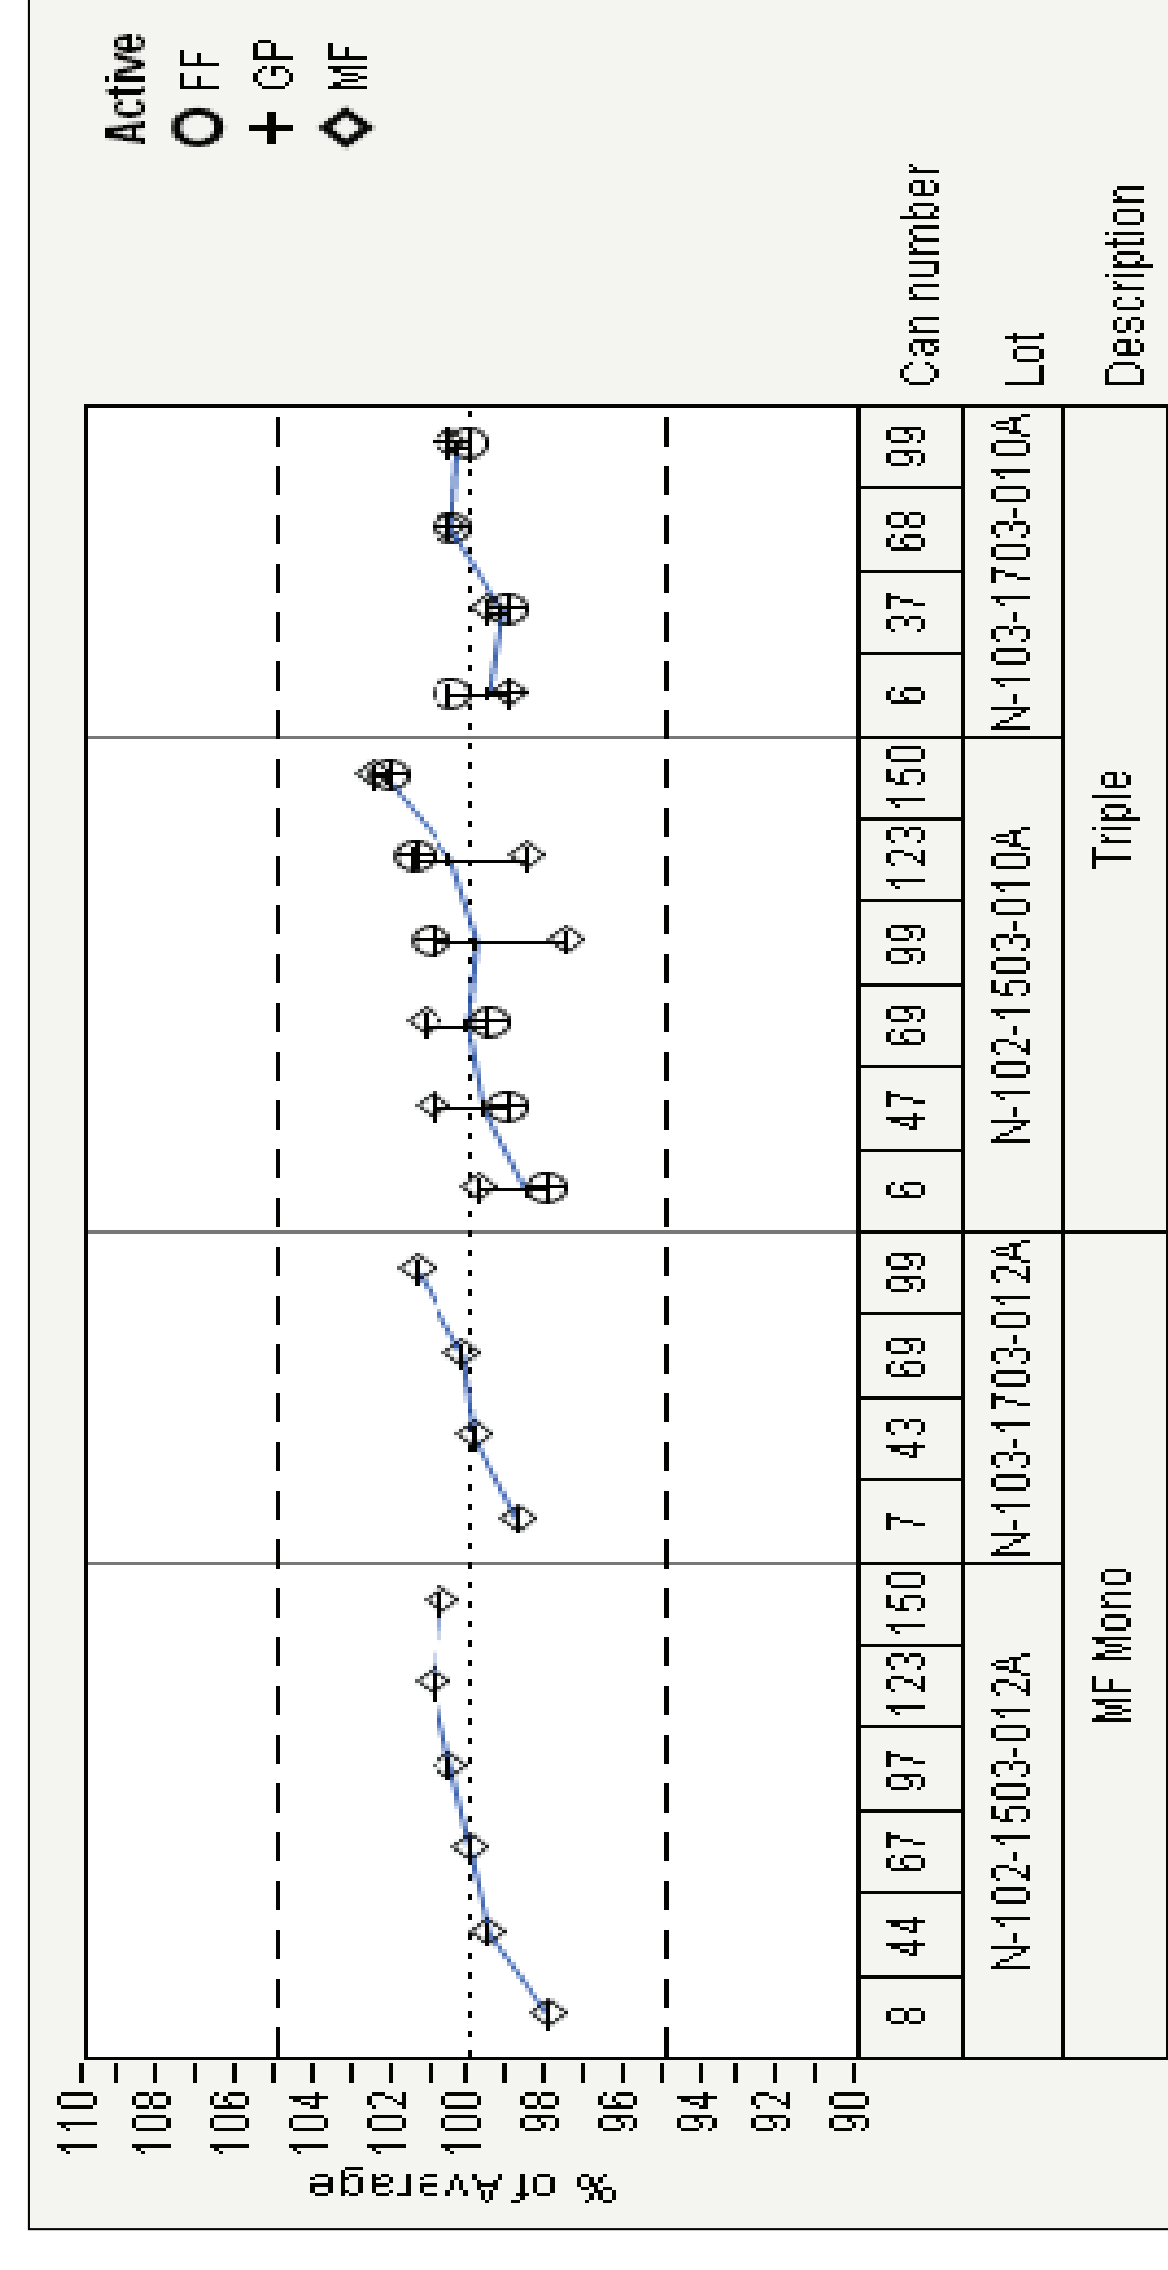 Active
FF
GP
MF
% of Average
110
108
106
104
102
100
98
96
94
92
90
8 44 67 97 123 150 7 43 69 99 6 47 69 99 123 150 6 37 68 99 Can number
N-102-1503-012A N-103-1703-012A N-102-1503-010A N-103-1703-010A Lot
MF Mono Triple Description